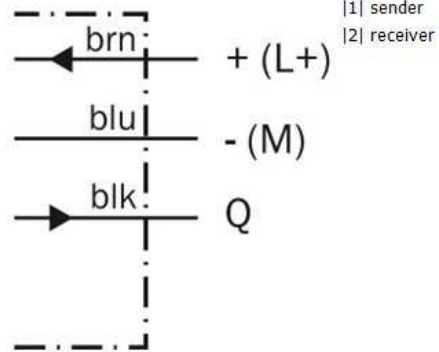 |1| sender
|2| receiver
brn + (L+)
blu - (M)
blk Q